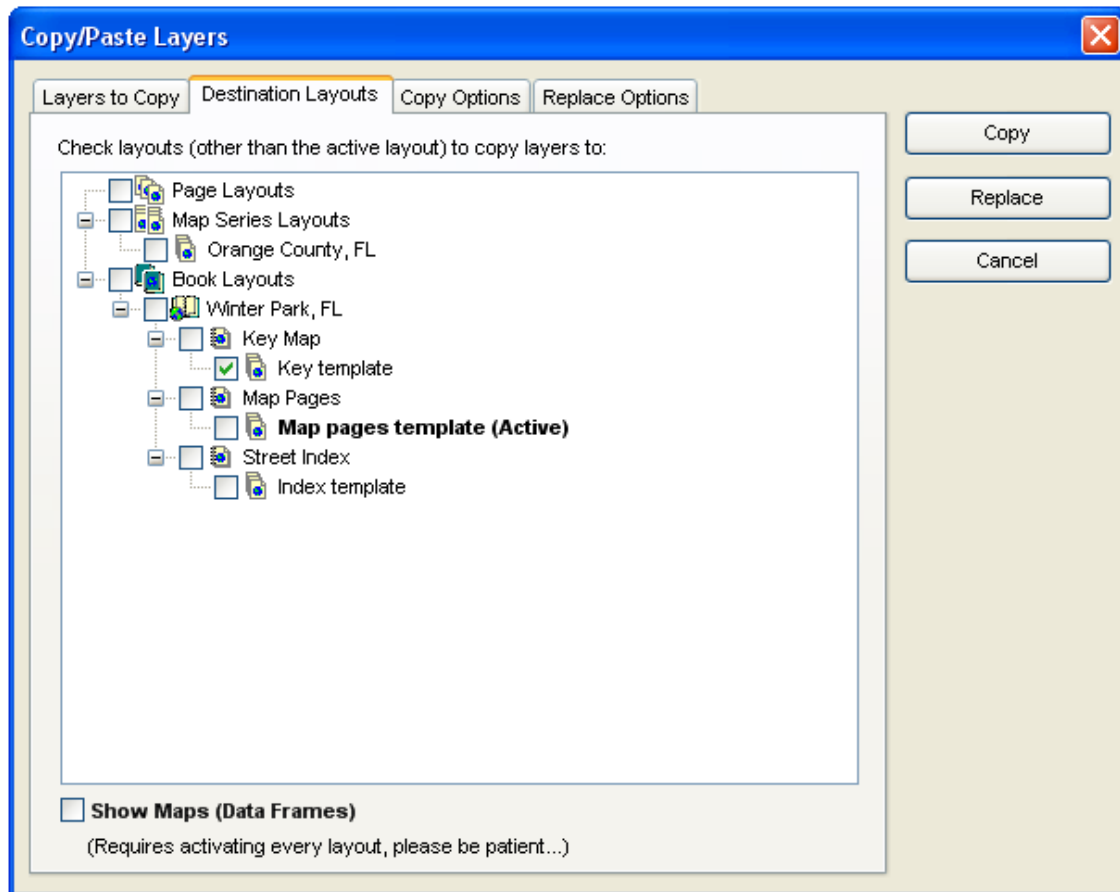 Copy/Paste Layers
Layers to Copy
Destination Layouts
Copy Options
Replace Options
Check layouts (other than the active layout) to copy layers to:
Page Layouts
Map Series Layouts
Orange County, FL
Book Layouts
Winter Park, FL
Key Map
Key template
Map Pages
Map pages template (Active)
Street Index
Index template
Show Maps (Data Frames)
(Requires activating every layout, please be patient...)
Copy
Replace
Cancel